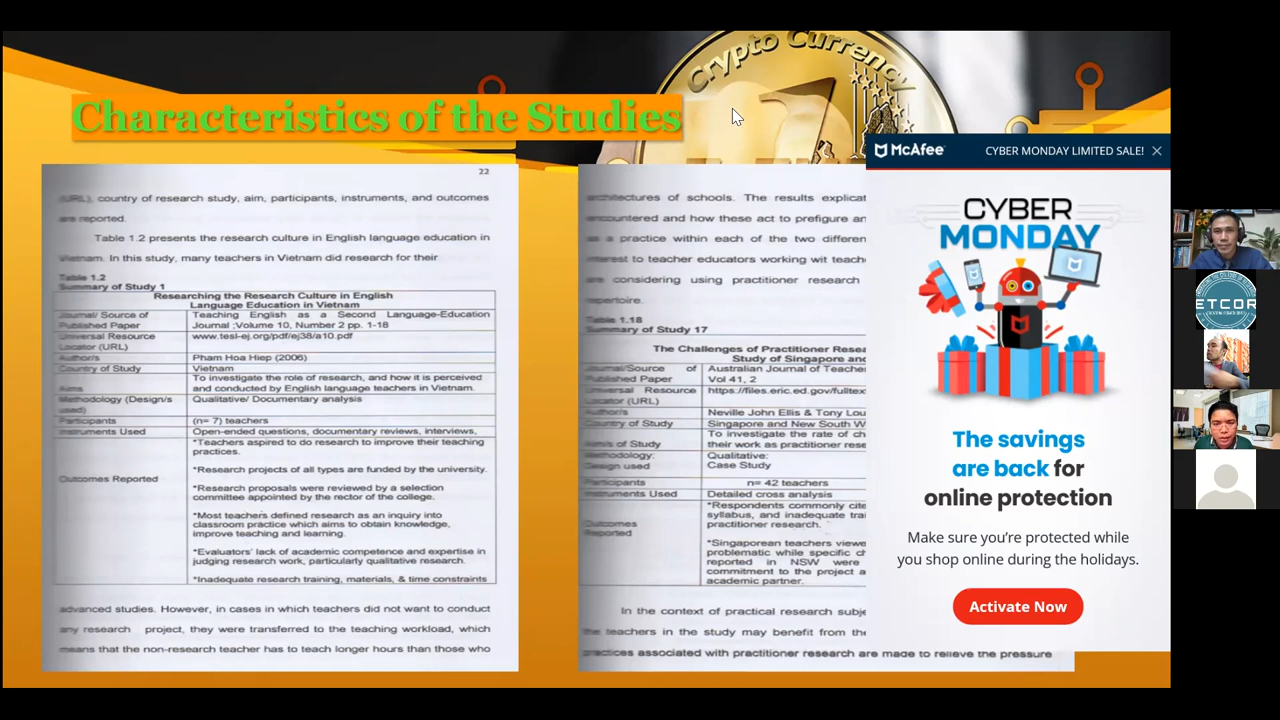 Crypto Currency
Characteristics of the Studies
22
(URL), country of research study, aim, participants, instruments, and outcomes
are reported.
Table 1.2 presents the research culture in English language education in
Vietnam. In this study, many teachers in Vietnam did research for their
Table 1.2
Summary of Study 1
Researching the Research Culture in English
Language Education in Vietnam
Journal/ Source of Published Paper
Teaching English as a Second Language-Education
Journal ;Volume 10, Number 2 pp. 1-18
Universal Resource Locator (URL)
www.tesl-ej.org/pdf/ej38/a10.pdf
Author/s
Pham Hoa Hiep (2006)
Country of Study
Vietnam
Aims
To investigate the role of research, and how it is perceived
and conducted by English language teachers in Vietnam.
Methodology (Design/s used)
Qualitative/ Documentary analysis
Participants
(n= 7) teachers
Instruments Used
Open-ended questions, documentary reviews, interviews,
Outcomes Reported
*Teachers aspired to do research to improve their teaching
practices.
*Research projects of all types are funded by the university.
*Research proposals were reviewed by a selection
committee appointed by the rector of the college.
*Most teachers defined research as an inquiry into
classroom practice which aims to obtain knowledge,
improve teaching and learning.
*Evaluators' lack of academic competence and expertise in
judging research work, particularly qualitative research.
*Inadequate research training, materials, & time constraints
advanced studies. However, in cases in which teachers did not want to conduct
any research project, they were transferred to the teaching workload, which
means that the non-research teacher has to teach longer hours than those who
architectures of schools. The results explicat
encountered and how these act to prefigure an
as a practice within each of the two differen
interest to teacher educators working wit teach
are considering using practitioner research
repertoire.
Table 1.18
Summary of Study 17
The Challenges of Practitioner Resea
Study of Singapore and
Journal/Source of Published Paper
Australian Journal of Teache
Vol 41, 2
Universal Resource Locator (URL)
https://files.eric.ed.gov/fulltex
Author/s
Neville John Ellis & Tony Lou
Country of Study
Singapore and New South W
Aim/s of Study
To investigate the rate of ch
their work as practitioner rese
Methodology: Design used
Qualitative:
Case Study
Participants
n= 42 teachers
Instruments Used
Detailed cross analysis
Outcomes Reported
*Respondents commonly cite
syllabus, and inadequate trai
practitioner research.
*Singaporean teachers viewe
problematic while specific ch
reported in NSW were
commitment to the project a
academic partner.
In the context of practical research subje
the teachers in the study may benefit from the
practices associated with practitioner research are made to relieve the pressure
McAfee
CYBER MONDAY LIMITED SALE!
CYBER
MONDAY
The savings
are back for
online protection
Make sure you're protected while
you shop online during the holidays.
Activate Now
ETCOR